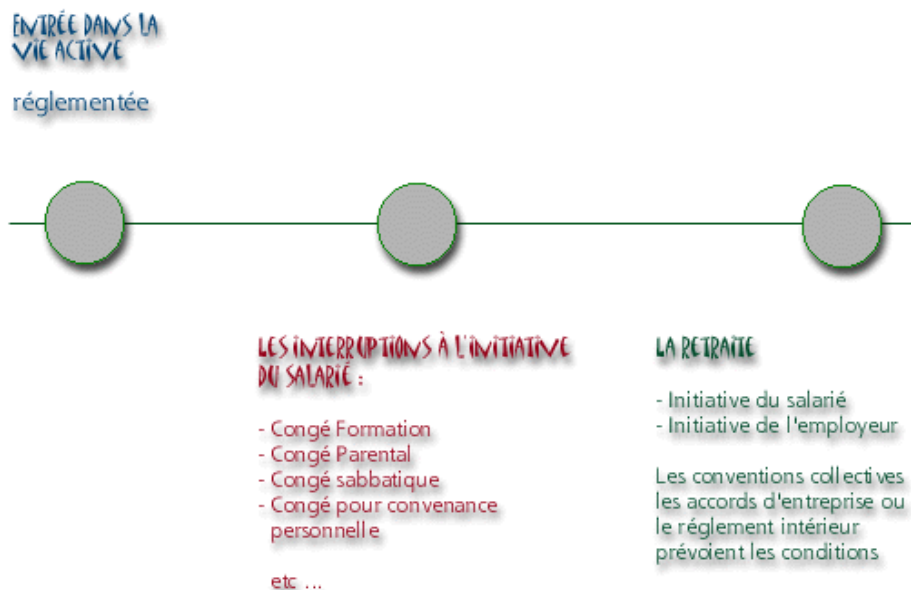 ENTRÉE DANS LA
VIE ACTIVE
réglementée
LES INTERRUPTIONS À L'INITIATIVE
DU SALARIÉ :
- Congé Formation
- Congé Parental
- Congé sabbatique
- Congé pour convenance
personnelle
etc ...
LA RETRAITE
- Initiative du salarié
- Initiative de l'employeur
Les conventions collectives
les accords d'entreprise ou
le réglement intérieur
prévoient les conditions